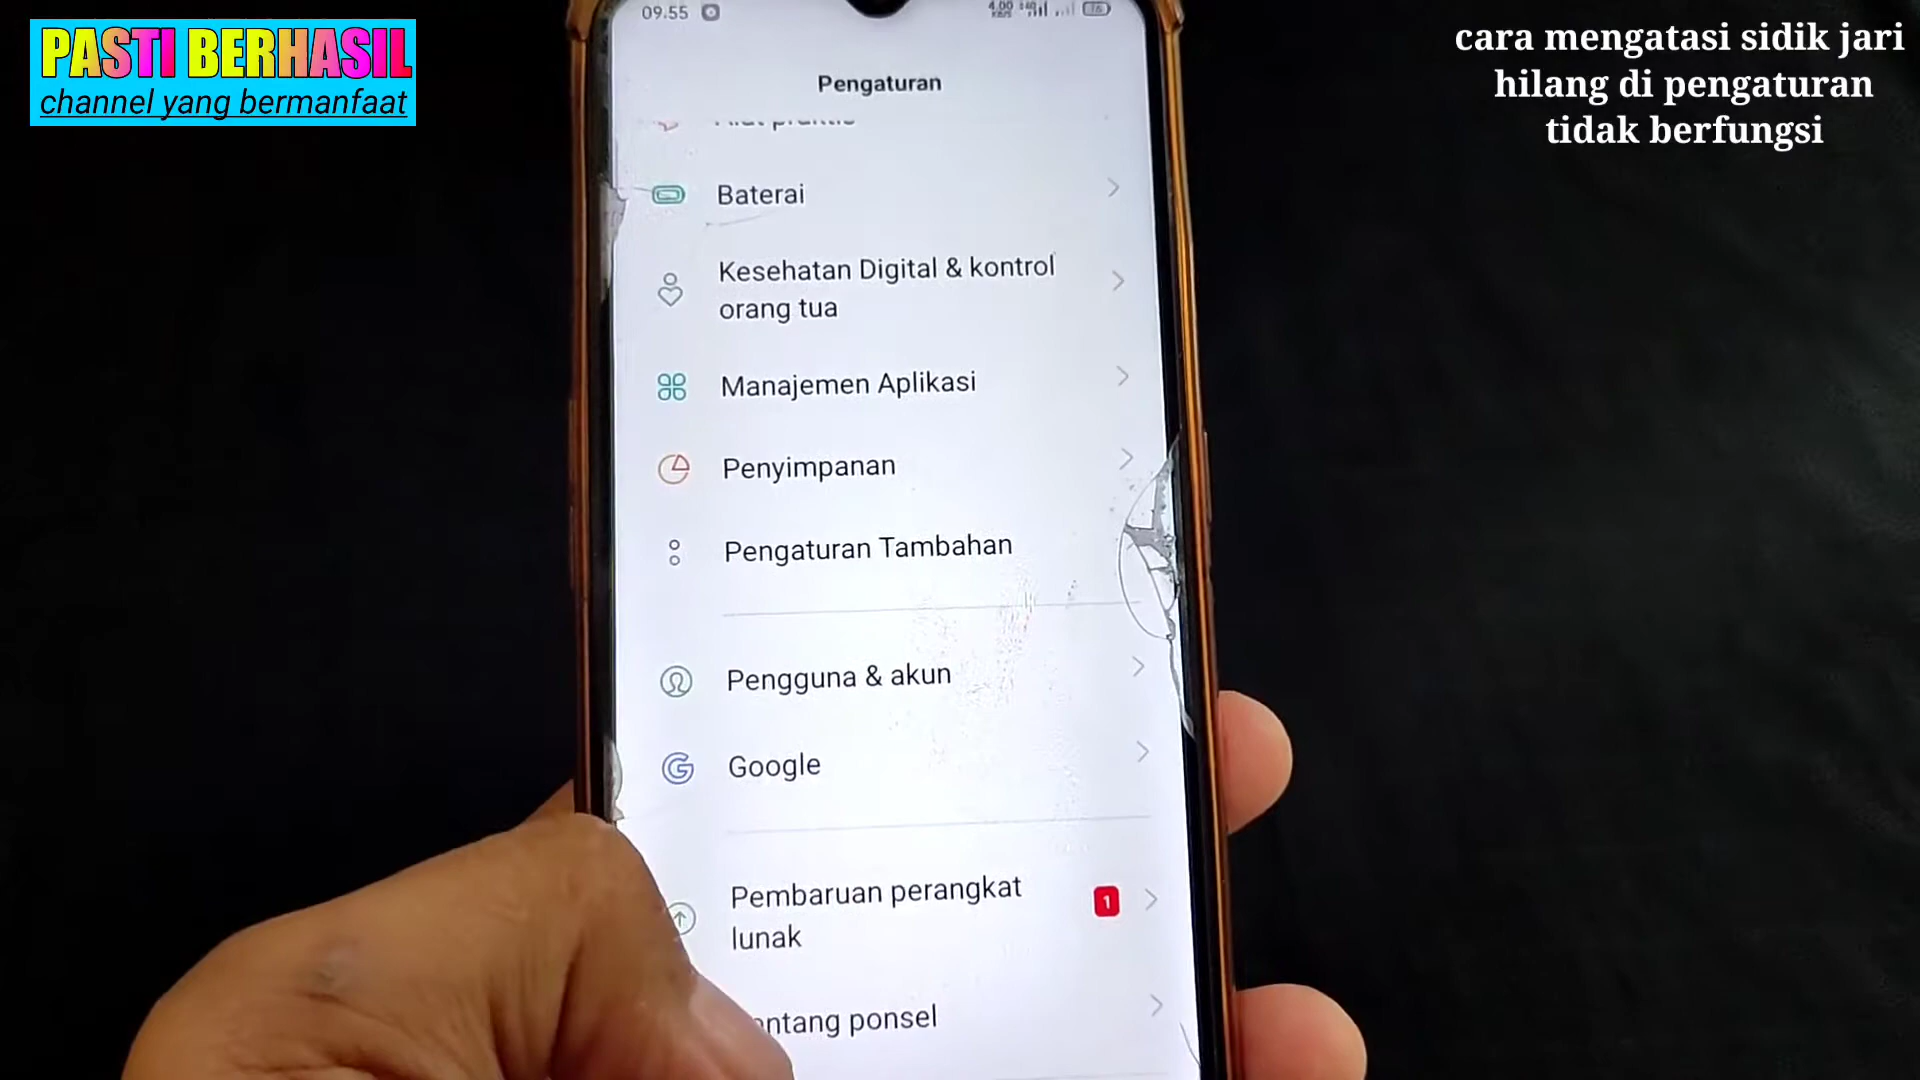 PASTI BERHASIL
channel yang bermanfaat
cara mengatasi sidik jari
hilang di pengaturan
tidak berfungsi
09.55
Pengaturan
Baterai
Kesehatan Digital & kontrol
orang tua
Manajemen Aplikasi
Penyimpanan
Pengaturan Tambahan
Pengguna & akun
Google
Pembaruan perangkat
lunak
1
ntang ponsel